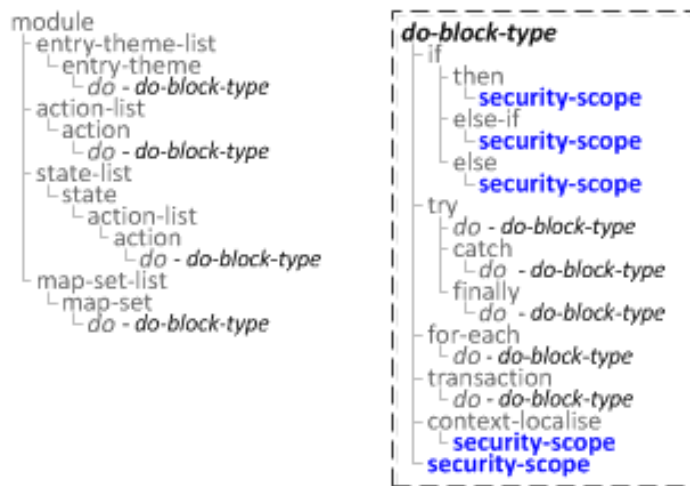 module
entry-theme-list
entry-theme
do - do-block-type
action-list
action
do - do-block-type
state-list
state
action-list
action
do - do-block-type
map-set-list
map-set
do - do-block-type
do-block-type
if
then
security-scope
else-if
security-scope
else
security-scope
try
do - do-block-type
catch
do - do-block-type
finally
do - do-block-type
for-each
do - do-block-type
transaction
do - do-block-type
context-localise
security-scope
security-scope